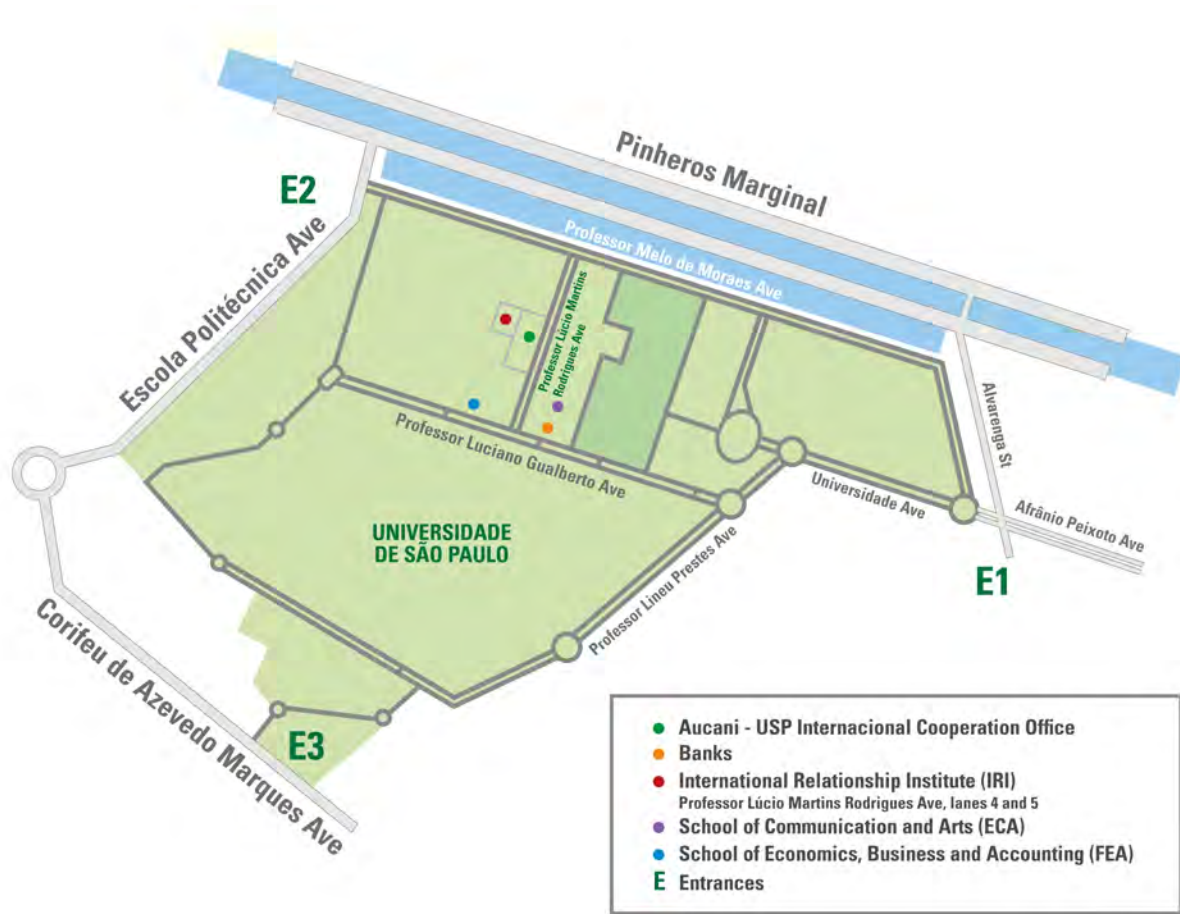 Pinheros Marginal
E2
Professor Melo de Moraes Ave
Escola Politécnica Ave
Professor Lúcio Martins
Rodrigues Ave
Alvarenga St
Professor Luciano Gualberto Ave
Universidade Ave
Afrânio Peixoto Ave
UNIVERSIDADE
DE SÃO PAULO
E1
Professor Lineu Prestes Ave
Corifeu de Azevedo Marques Ave
E3
Aucani - USP Internacional Cooperation Office
Banks
International Relationship Institute (IRI)
Professor Lúcio Martins Rodrigues Ave, lanes 4 and 5
School of Communication and Arts (ECA)
School of Economics, Business and Accounting (FEA)
E Entrances